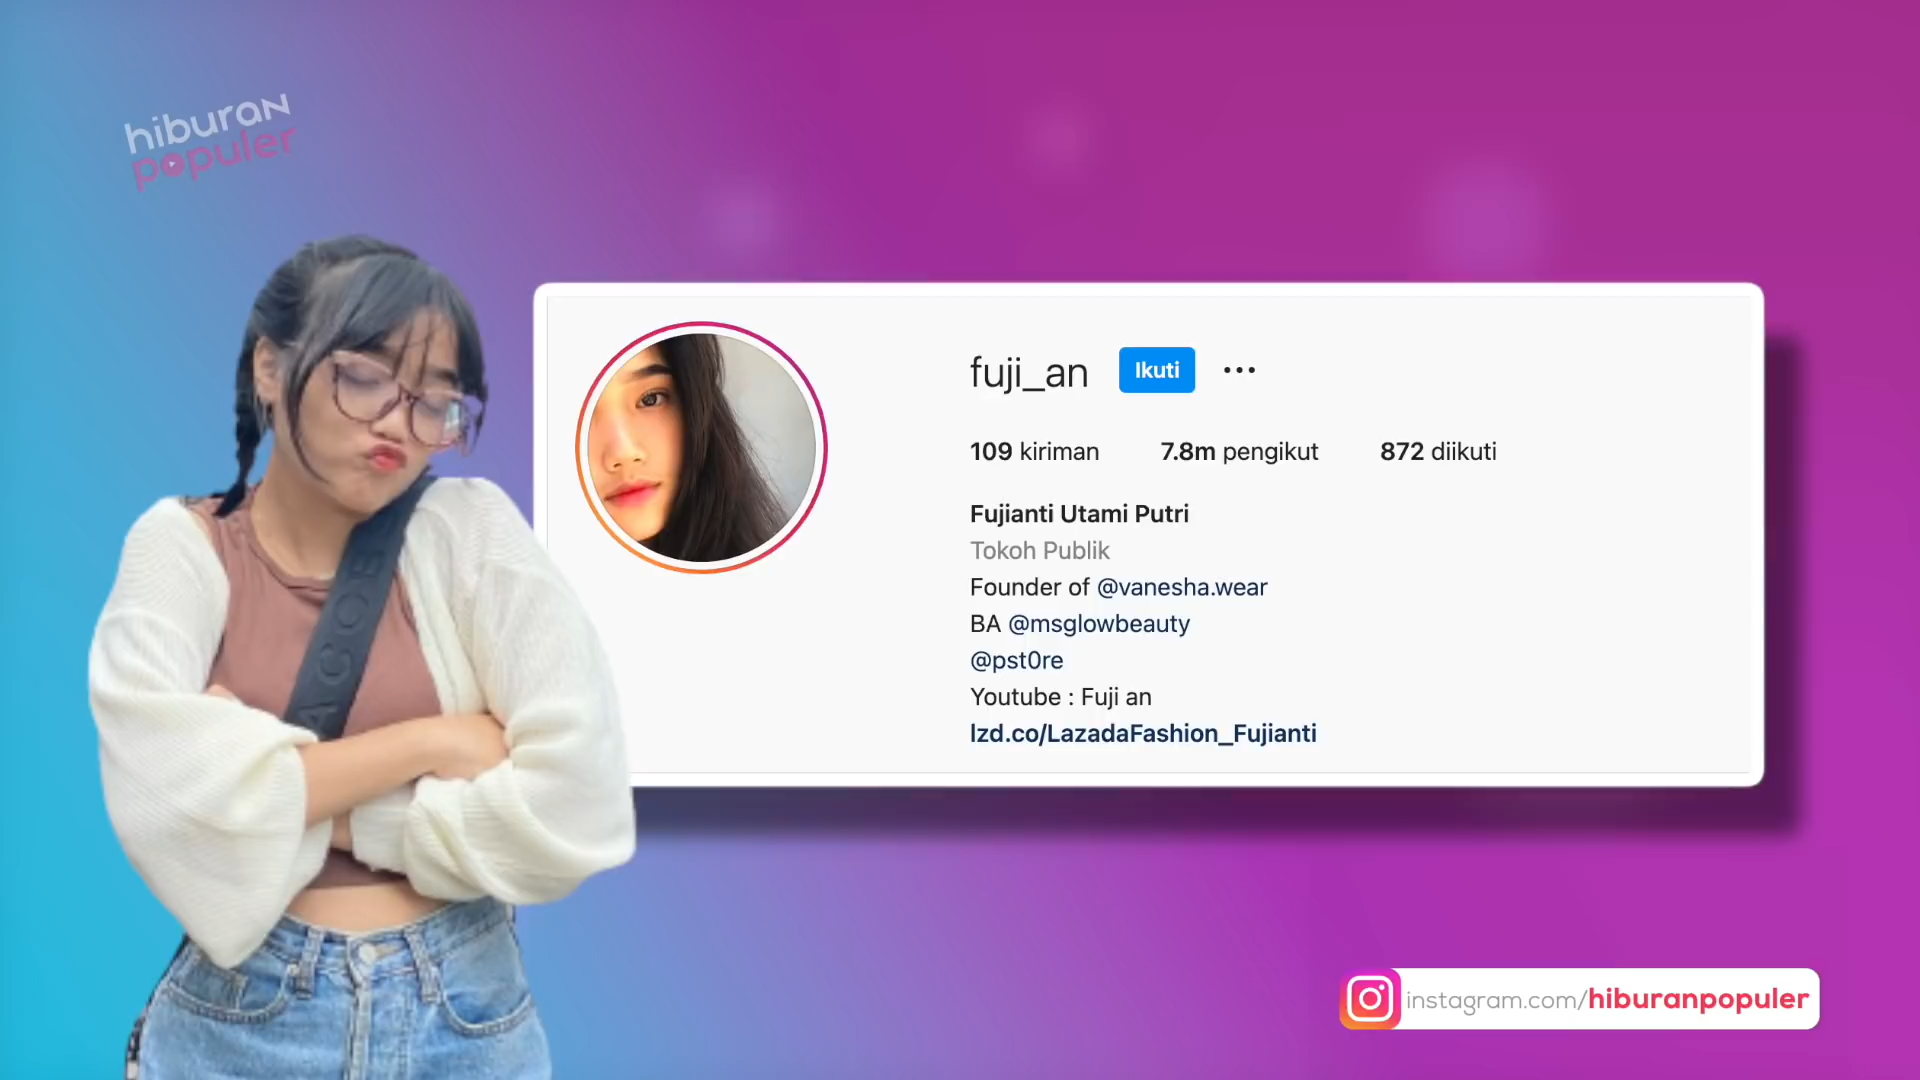 hiburan
populer
fuji_an Ikuti
109 kiriman 7.8m pengikut 872 diikuti
Fujianti Utami Putri
Tokoh Publik
Founder of @vanesha.wear
BA @msglowbeauty
@pst0re
Youtube : Fuji an
lzd.co/LazadaFashion_Fujianti
ACOE
instagram.com/hiburanpopuler